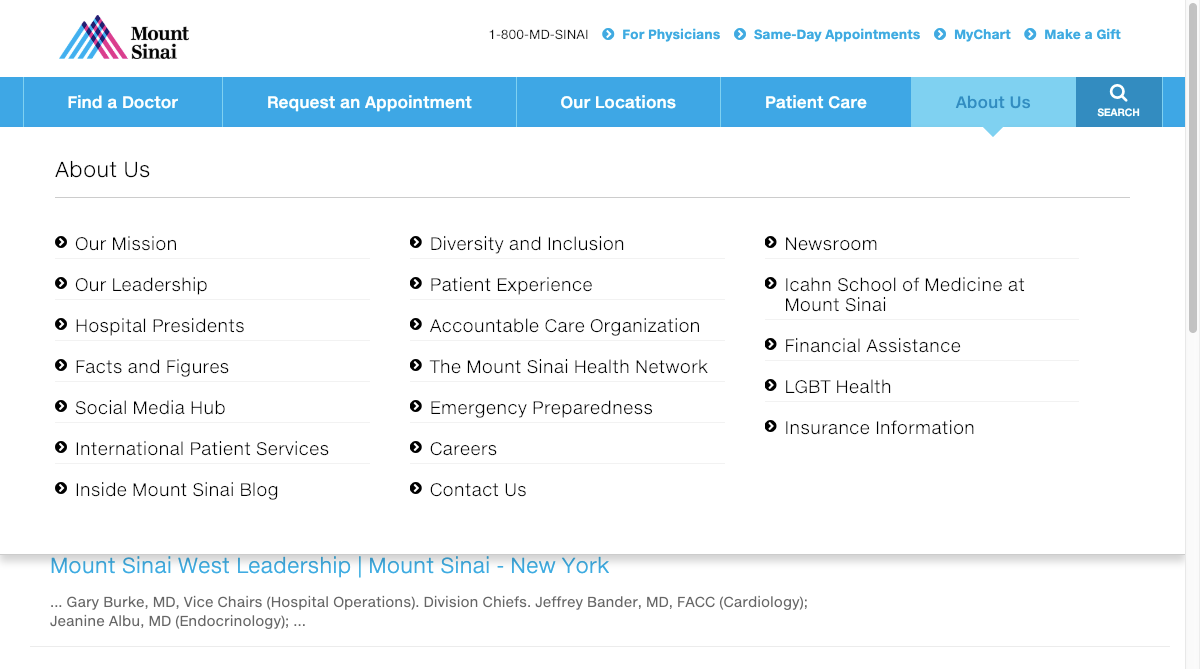 Mount
Sinai
1-800-MD-SINAI For Physicians Same-Day Appointments MyChart Make a Gift
Find a Doctor Request an Appointment Our Locations Patient Care About Us SEARCH
About Us
Our Mission
Our Leadership
Hospital Presidents
Facts and Figures
Social Media Hub
International Patient Services
Inside Mount Sinai Blog
Diversity and Inclusion
Patient Experience
Accountable Care Organization
The Mount Sinai Health Network
Emergency Preparedness
Careers
Contact Us
Newsroom
Icahn School of Medicine at
Mount Sinai
Financial Assistance
LGBT Health
Insurance Information
Mount Sinai West Leadership | Mount Sinai - New York
... Gary Burke, MD, Vice Chairs (Hospital Operations). Division Chiefs. Jeffrey Bander, MD, FACC (Cardiology);
Jeanine Albu, MD (Endocrinology); ...